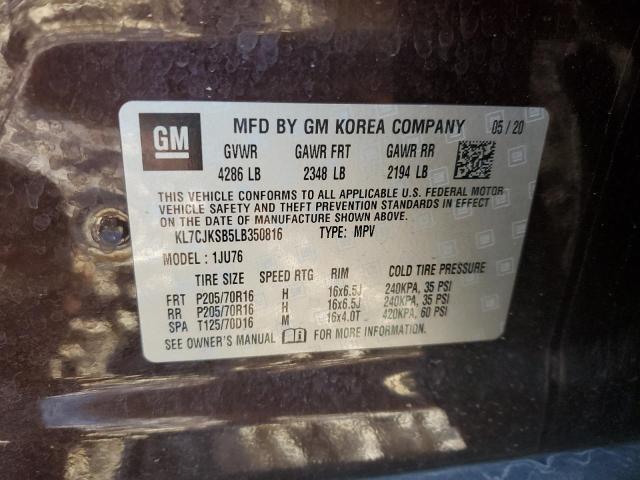 GM MFD BY GM KOREA COMPANY 05 / 20
GVWR GAWR FRT GAWR RR
4286 LB 2348 LB 2194 LB
THIS VEHICLE CONFORMS TO ALL APPLICABLE U.S. FEDERAL MOTOR
VEHICLE SAFETY AND THEFT PREVENTION STANDARDS IN EFFECT
ON THE DATE OF MANUFACTURE SHOWN ABOVE.
KL7CJKSB5LB350816 TYPE: MPV
MODEL : 1JU76
TIRE SIZE SPEED RTG RIM COLD TIRE PRESSURE
FRT P205/70R16 H 16x6.5J 240KPA, 35 PSI
RR P205/70R16 H 16x6.5J 240KPA, 35 PSI
SPA T125/70D16 M 16x4.0T 420KPA, 60 PSI
SEE OWNER'S MANUAL FOR MORE INFORMATION.